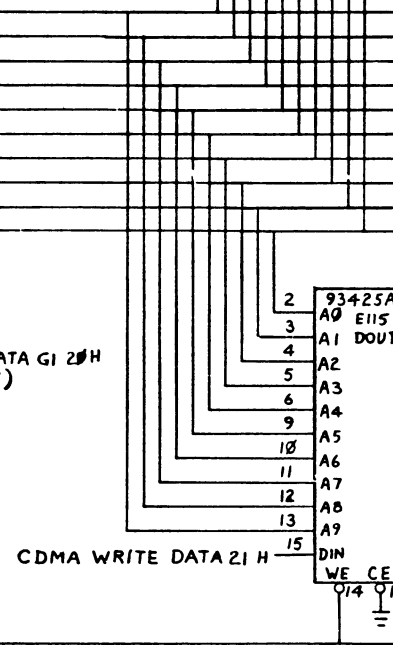 2 93425A
AØ E115
3 A1 DOUT
4 A2
ATA G1 2ØH
)
5 A3
6 A4
9 A5
1Ø A6
11 A7
12 A8
13 A9
CDMA WRITE DATA 21 H 15 DIN
WE CE
14 1